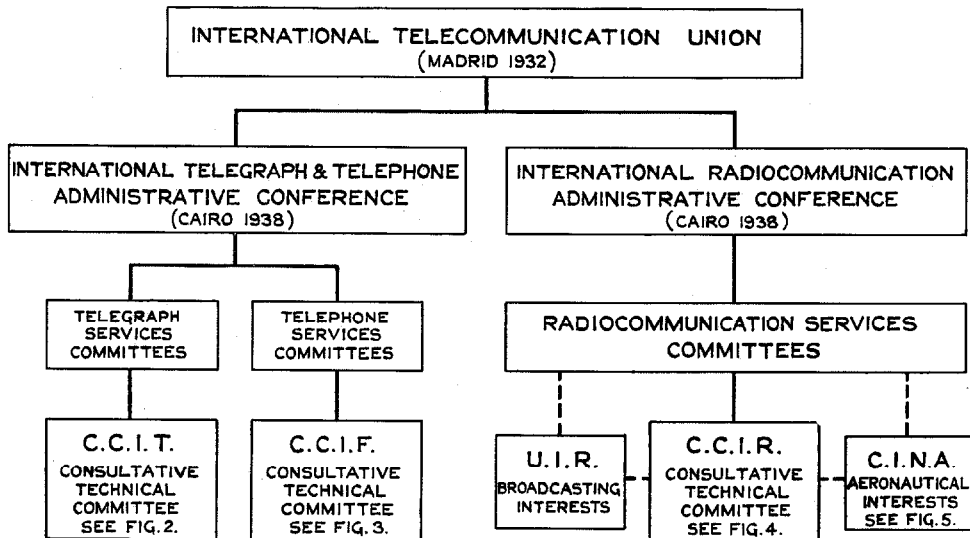 INTERNATIONAL TELECOMMUNICATION UNION
(MADRID 1932)
INTERNATIONAL TELEGRAPH & TELEPHONE
ADMINISTRATIVE CONFERENCE
(CAIRO 1938)
INTERNATIONAL RADIOCOMMUNICATION
ADMINISTRATIVE CONFERENCE
(CAIRO 1938)
TELEGRAPH
SERVICES
COMMITTEES
TELEPHONE
SERVICES
COMMITTEES
RADIOCOMMUNICATION SERVICES
COMMITTEES
C.C.I.T.
CONSULTATIVE
TECHNICAL
COMMITTEE
SEE FIG.2.
C.C.I.F.
CONSULTATIVE
TECHNICAL
COMMITTEE
SEE FIG.3.
U.I.R.
BROADCASTING
INTERESTS
C.C.I.R.
CONSULTATIVE
TECHNICAL
COMMITTEE
SEE FIG.4.
C.I.N.A.
AERONAUTICAL
INTERESTS
SEE FIG.5.